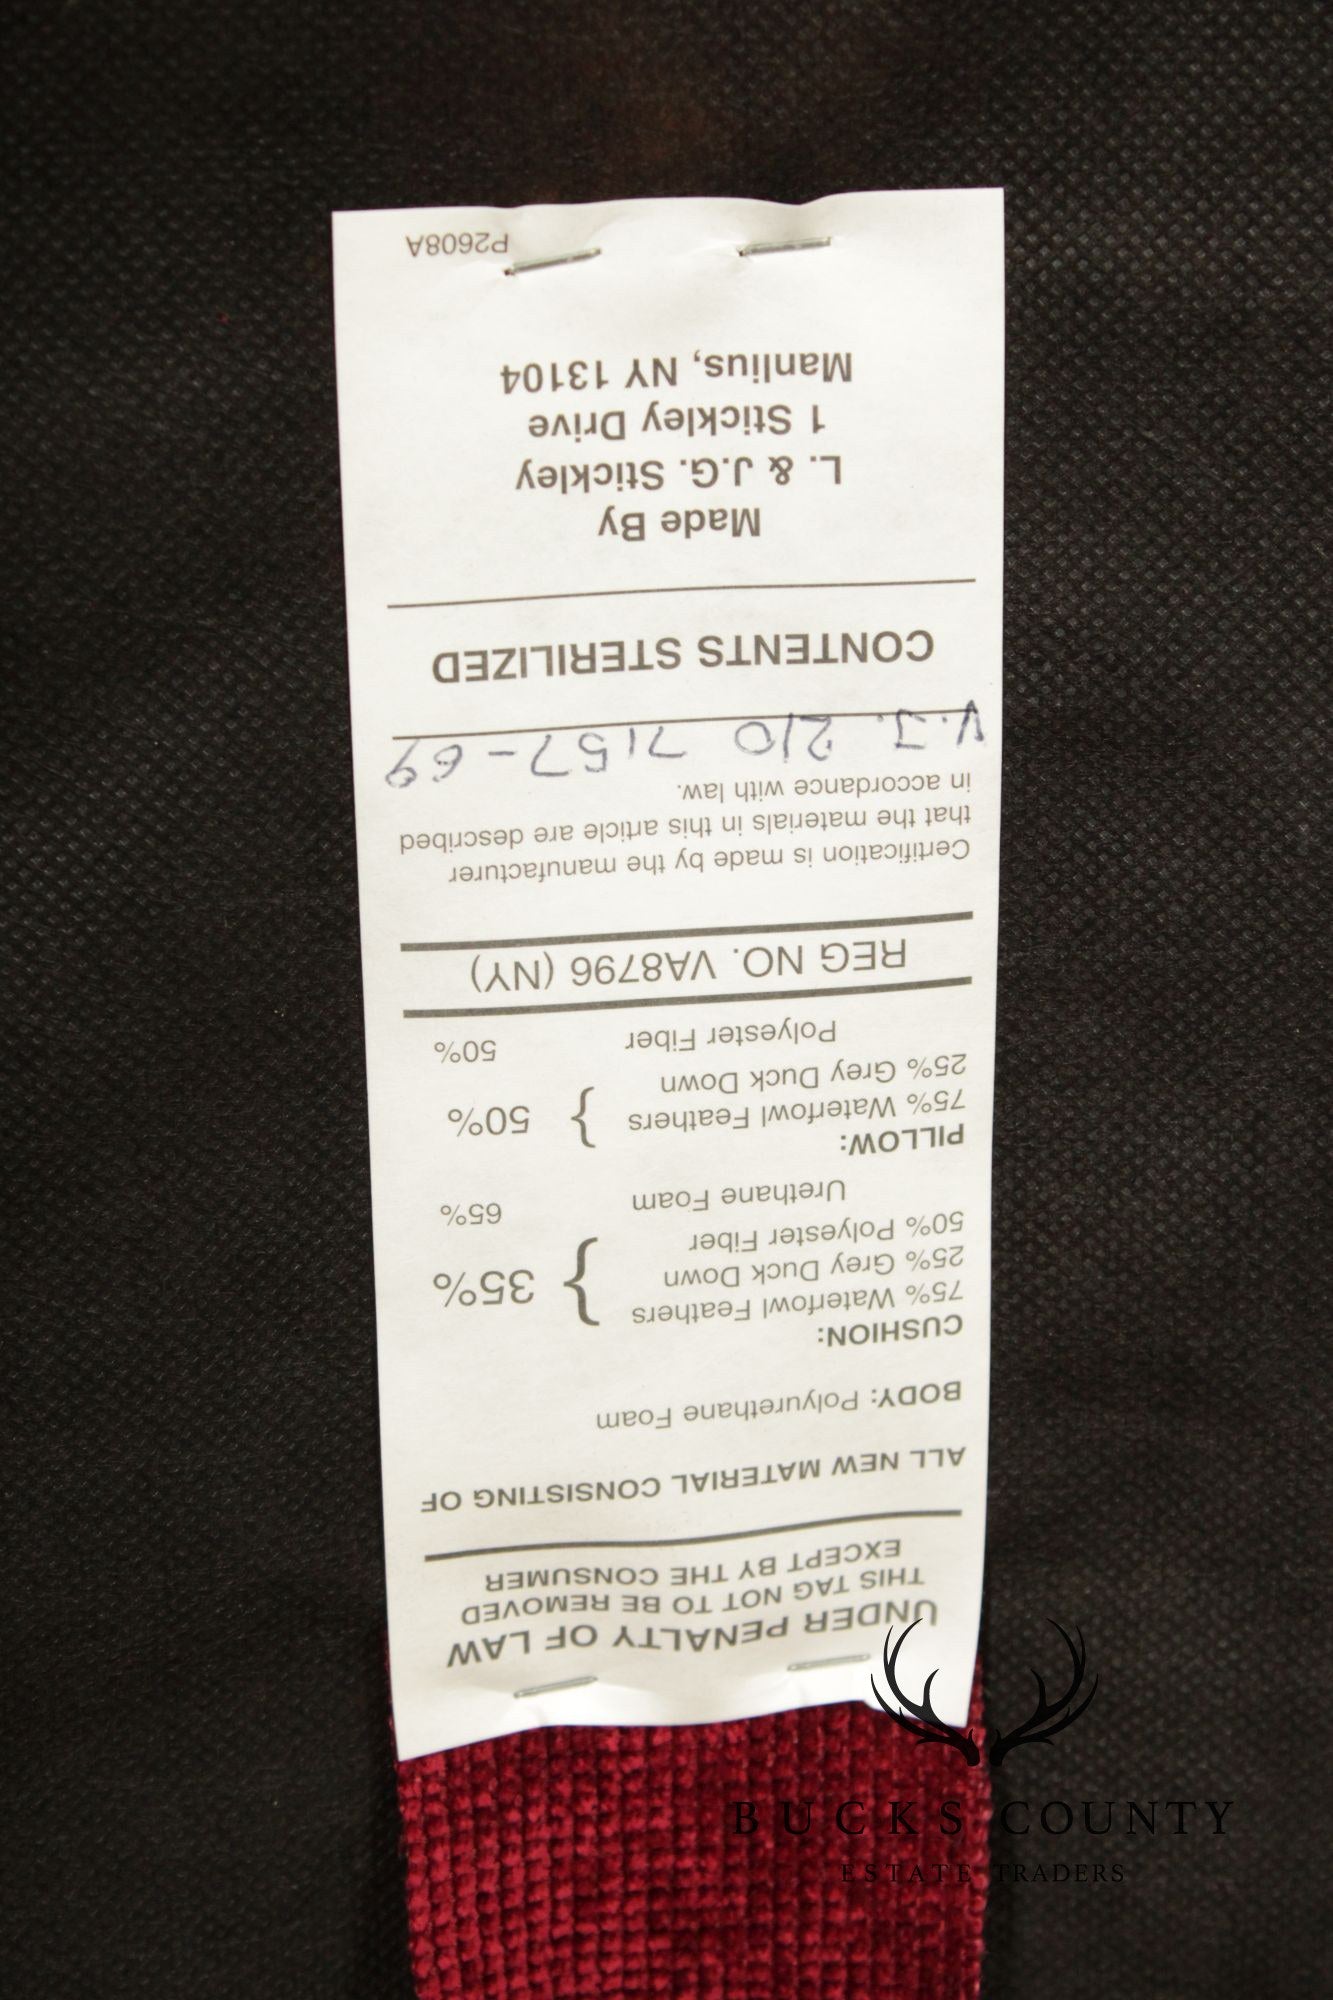 UNDER PENALTY OF LAW
THIS TAG NOT TO BE REMOVED
EXCEPT BY THE CONSUMER
ALL NEW MATERIAL CONSISTING OF
BODY: Polyurethane Foam
CUSHION:
75% Waterfowl Feathers
25% Grey Duck Down } 35%
50% Polyester Fiber
Urethane Foam 65%
PILLOW:
75% Waterfowl Feathers } 50%
25% Grey Duck Down
Polyester Fiber 50%
REG NO. VA8796 (NY)
Certification is made by the manufacturer
that the materials in this article are described
in accordance with law.
V.J. 210 7157-69
CONTENTS STERILIZED
Made By
L. & J.G. Stickley
1 Stickley Drive
Manlius, NY 13104
P2608A
BUCKS COUNTY
ESTATE TRADERS